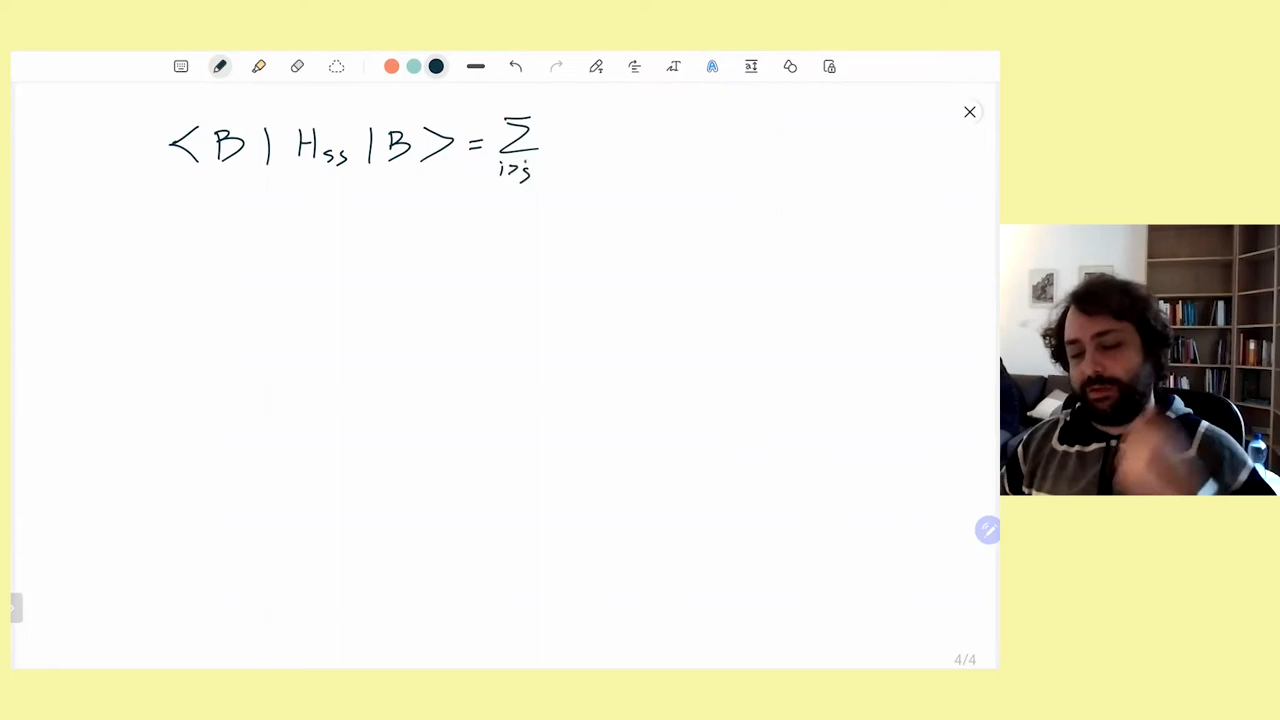 <B| H_ss |B> = Σ_{i>j}
4/4